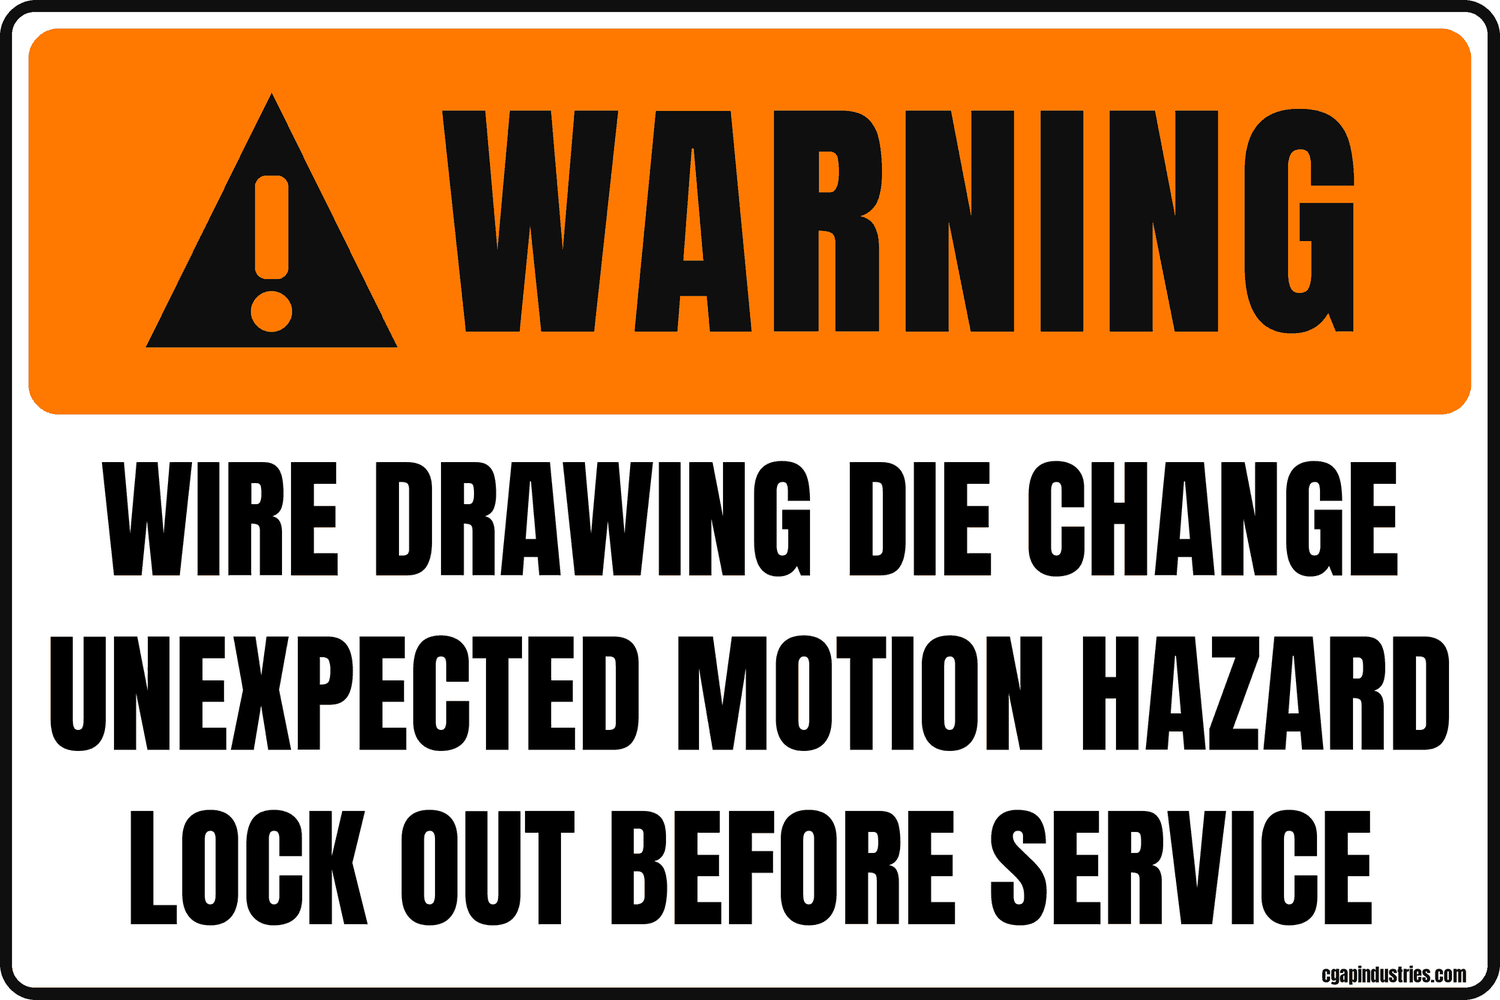 WARNING
WIRE DRAWING DIE CHANGE
UNEXPECTED MOTION HAZARD
LOCK OUT BEFORE SERVICE
cgapindustries.com